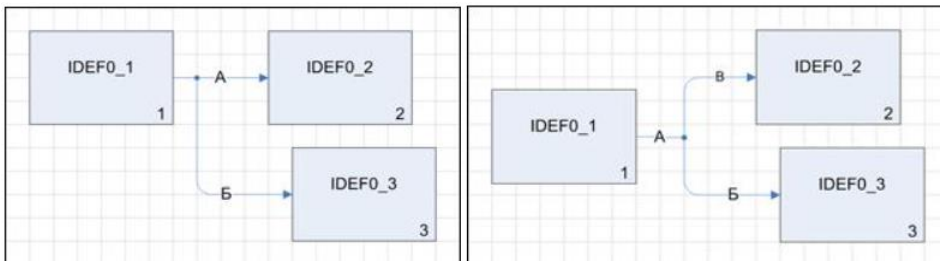 IDEF0_1
1
А
IDEF0_2
2
Б
IDEF0_3
3
IDEF0_1
1
А
в
IDEF0_2
2
Б
IDEF0_3
3